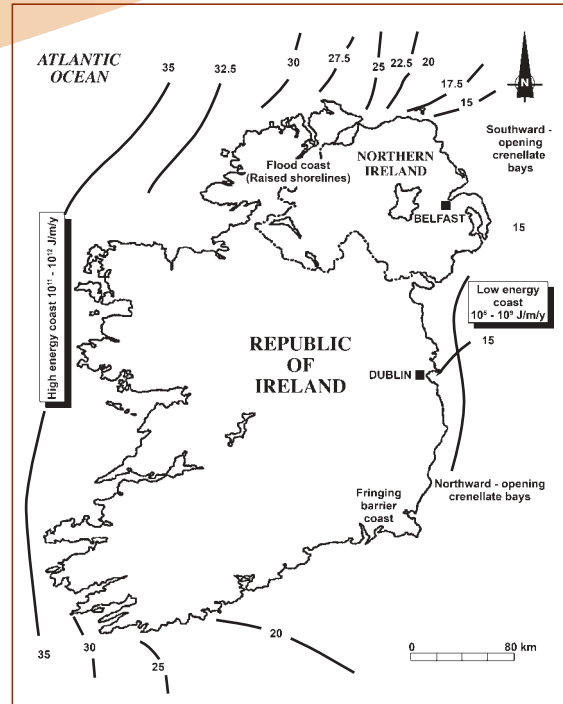 ATLANTIC
OCEAN
35
32.5
30
27.5
25
22.5
20
17.5
15
N
Southward -
opening
crenellate
bays
Flood coast
(Raised shorelines)
NORTHERN
IRELAND
BELFAST
15
High energy coast 10¹¹ - 10¹² J/m/y
Low energy
coast
10⁵ - 10⁹ J/m/y
15
REPUBLIC
OF
IRELAND
DUBLIN
Northward - opening
crenellate bays
Fringing
barrier
coast
35
30
25
20
0 80 km